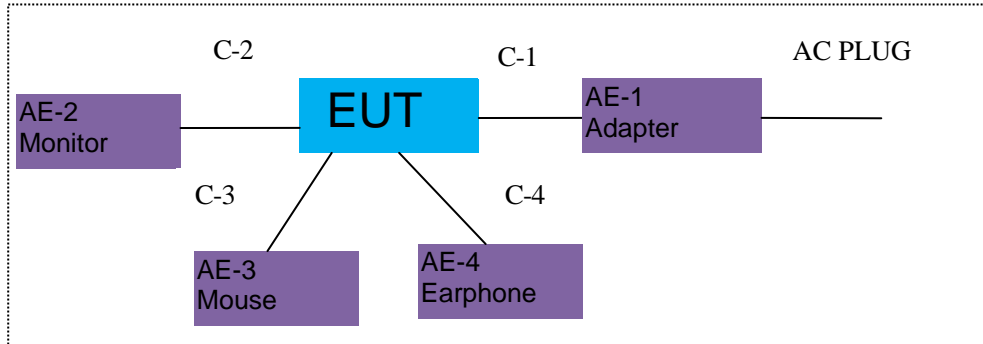 C-2
C-1
AC PLUG
AE-2
Monitor
EUT
AE-1
Adapter
C-3
C-4
AE-3
Mouse
AE-4
Earphone